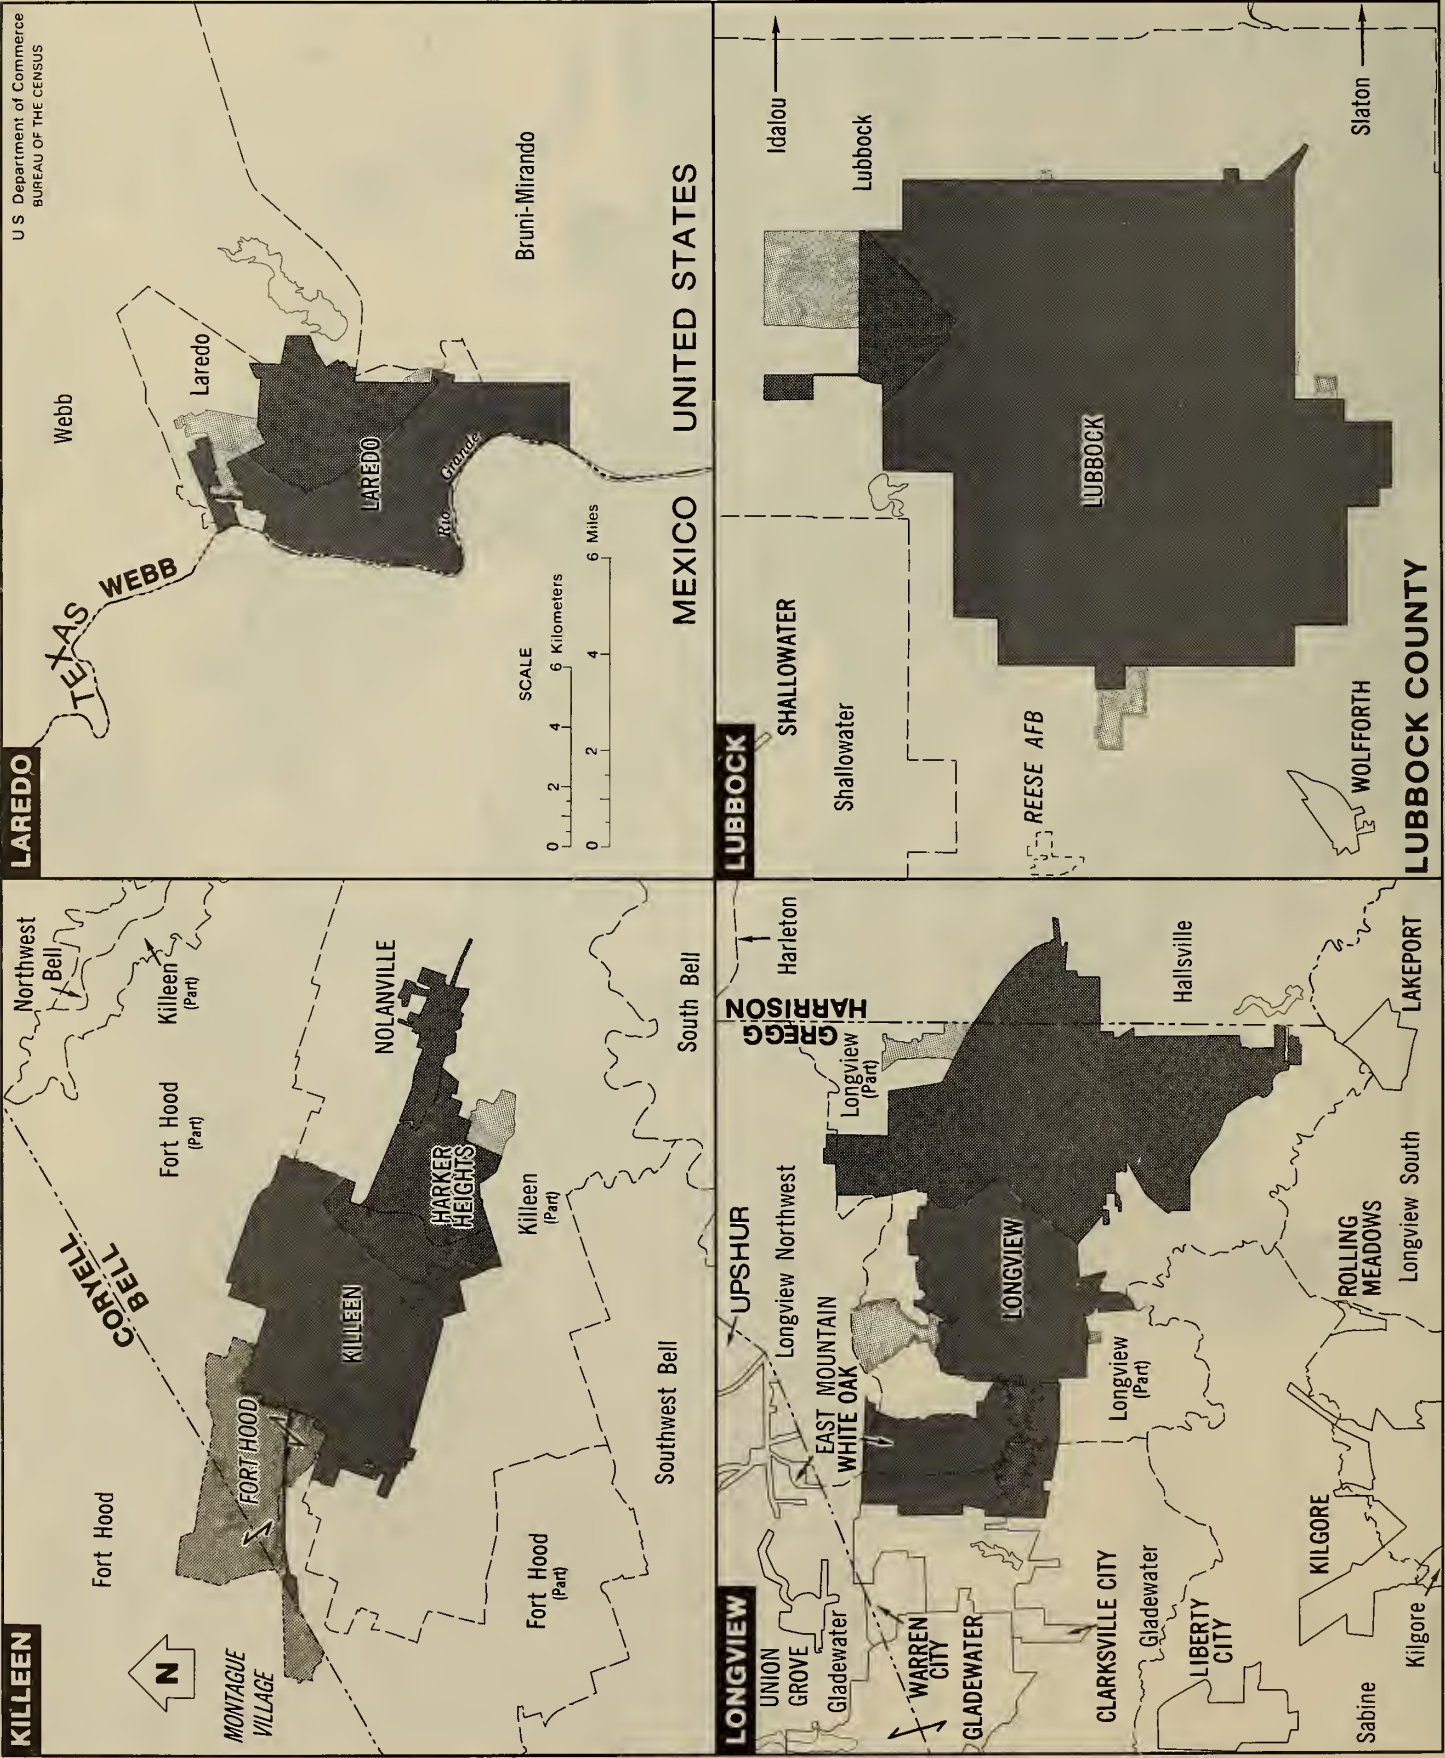 KILLEEN
N
MONTAGUE
VILLAGE
Fort Hood
FORT HOOD
CORYELL
BELL
Fort Hood
(Part)
Northwest
Bell
Killeen
(Part)
KILLEEN
NOLANVILLE
HARKER
HEIGHTS
Killeen
(Part)
Fort Hood
(Part)
Southwest Bell
South Bell
LAREDO
U S Department of Commerce
BUREAU OF THE CENSUS
TEXAS
WEBB
Webb
Laredo
LAREDO
Rio
Grande
Bruni-Mirando
SCALE
0 2 4 6 Kilometers
0 2 4 6 Miles
MEXICO
UNITED STATES
LONGVIEW
UPSHUR
Longview Northwest
GREGG
HARRISON
Harleton
UNION
GROVE
Gladewater
EAST MOUNTAIN
WHITE OAK
Longview
(Part)
WARREN
CITY
GLADEWATER
LONGVIEW
CLARKSVILLE CITY
Longview
(Part)
Hallsville
Gladewater
LIBERTY
CITY
KILGORE
ROLLING
MEADOWS
Longview South
LAKEPORT
Sabine
Kilgore
LUBBOCK
SHALLOWATER
Shallowater
Idalou
Lubbock
REESE AFB
LUBBOCK
WOLFFORTH
Slaton
LUBBOCK COUNTY